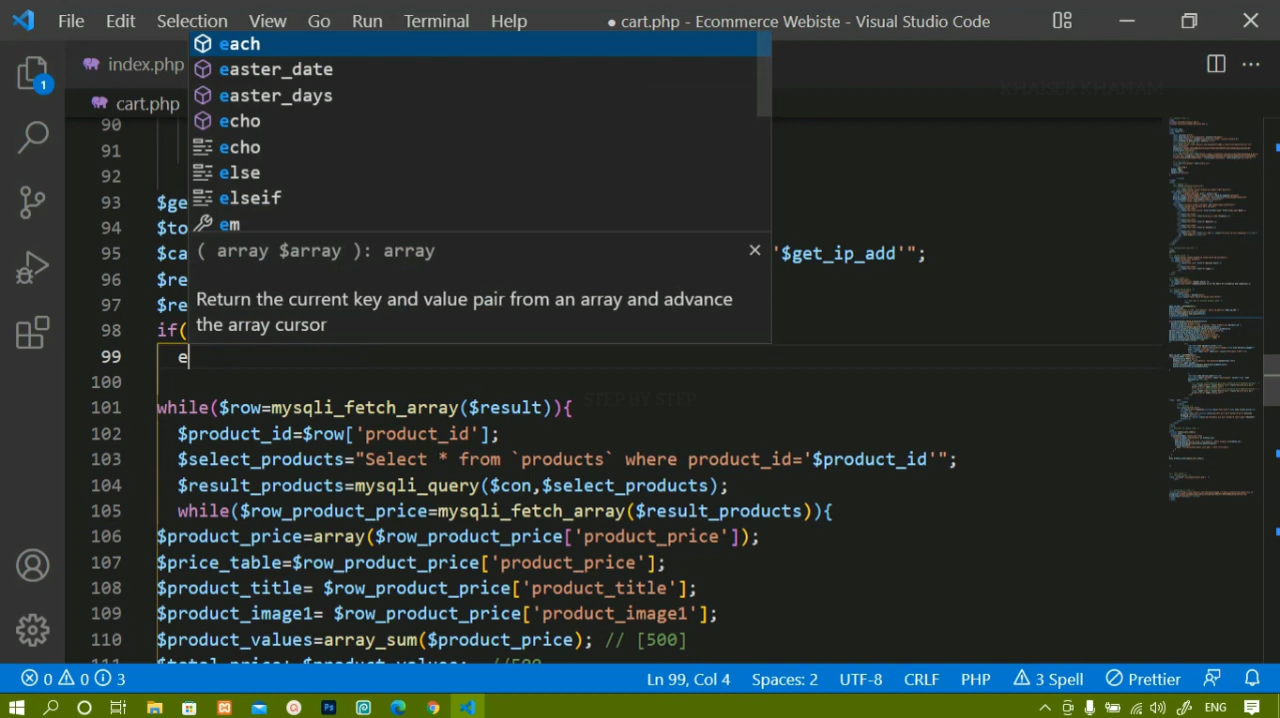 File Edit Selection View Go Run Terminal Help ● cart.php - Ecommerce Webiste - Visual Studio Code
index.php
cart.php
1
each
easter_date
easter_days
echo
echo
else
elseif
em
( array $array ): array
Return the current key and value pair from an array and advance
the array cursor
KHAISER KHANAM
STEP BY STEP
90
91
92
93 $ge
94 $to
95 $ca '$get_ip_add'";
96 $re
97 $re
98 if(
99 e
100
101 while($row=mysqli_fetch_array($result)){
102 $product_id=$row['product_id'];
103 $select_products="Select * from `products` where product_id='$product_id'";
104 $result_products=mysqli_query($con,$select_products);
105 while($row_product_price=mysqli_fetch_array($result_products)){
106 $product_price=array($row_product_price['product_price']);
107 $price_table=$row_product_price['product_price'];
108 $product_title= $row_product_price['product_title'];
109 $product_image1= $row_product_price['product_image1'];
110 $product_values=array_sum($product_price); // [500]
0 0 3 Ln 99, Col 4 Spaces: 2 UTF-8 CRLF PHP 3 Spell Prettier
ENG